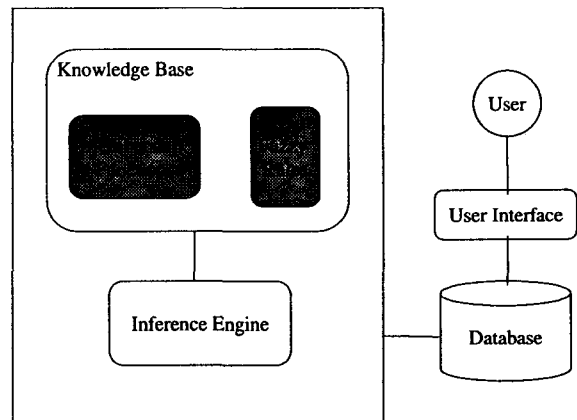 Knowledge Base
User
User Interface
Inference Engine
Database